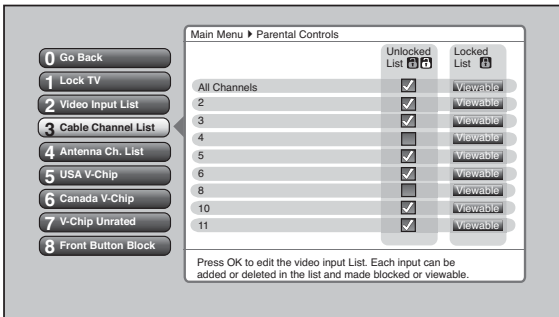 Main Menu ▶ Parental Controls
0 Go Back
1 Lock TV
2 Video Input List
3 Cable Channel List
4 Antenna Ch. List
5 USA V-Chip
6 Canada V-Chip
7 V-Chip Unrated
8 Front Button Block
Unlocked Locked
List List
All Channels Viewable
2 Viewable
3 Viewable
4 Viewable
5 Viewable
6 Viewable
8 Viewable
10 Viewable
11 Viewable
Press OK to edit the video input List. Each input can be
added or deleted in the list and made blocked or viewable.